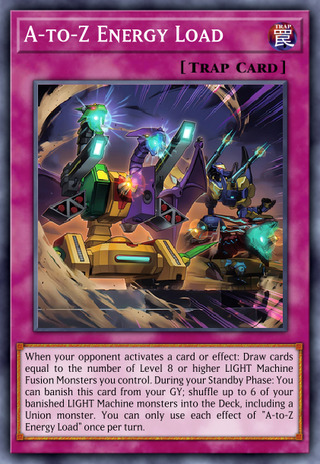 A-to-Z Energy Load
TRAP
罠
[ Trap Card ]
When your opponent activates a card or effect: Draw cards
equal to the number of Level 8 or higher LIGHT Machine
Fusion Monsters you control. During your Standby Phase: You
can banish this card from your GY; shuffle up to 6 of your
banished LIGHT Machine monsters into the Deck, including a
Union monster. You can only use each effect of "A-to-Z
Energy Load" once per turn.